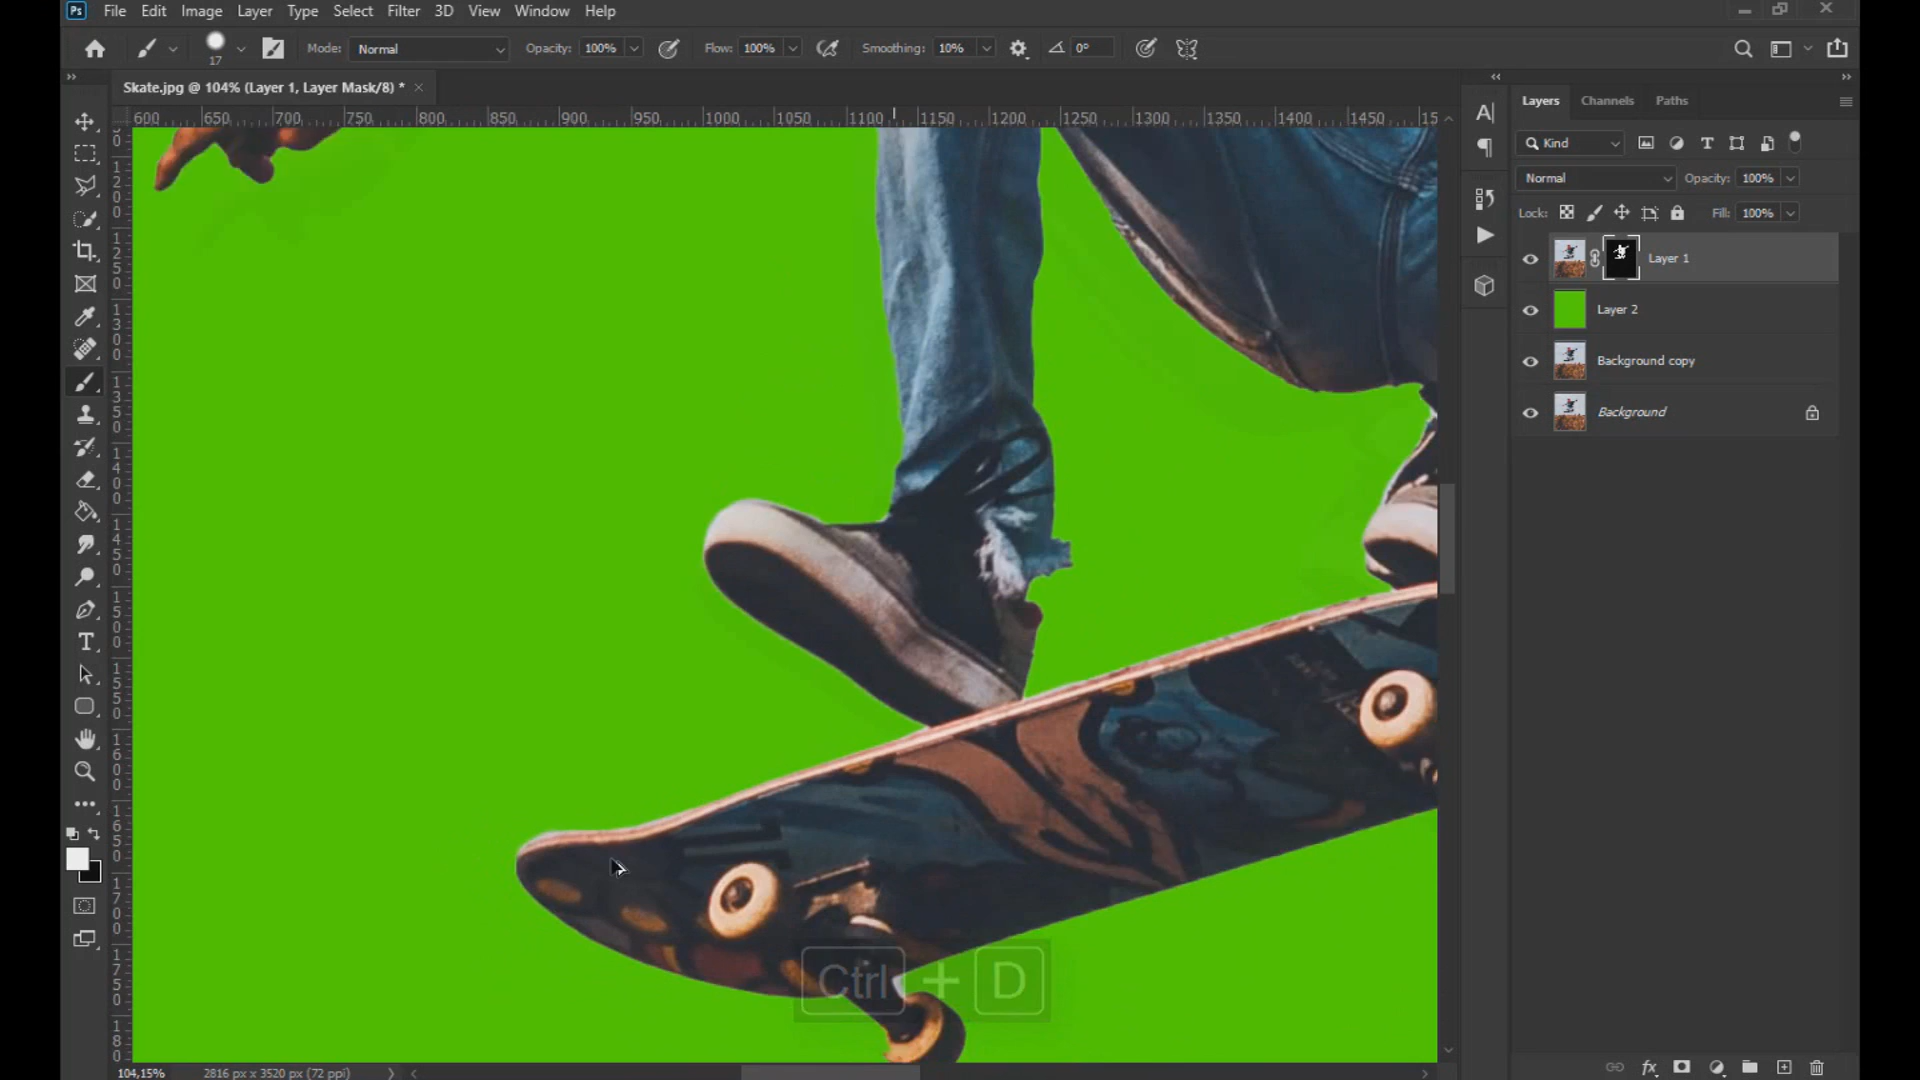 Ps File Edit Image Layer Type Select Filter 3D View Window Help
17 Mode: Normal Opacity: 100% Flow: 100% Smoothing: 10% 0°
Skate.jpg @ 104% (Layer 1, Layer Mask/8) *
600 650 700 750 800 850 900 950 1000 1050 1100 1150 1200 1250 1300 1350 1400 1450 15
Layers Channels Paths
Kind
Normal Opacity: 100%
Lock: Fill: 100%
Layer 1
Layer 2
Background copy
Background
Ctrl + D
104,15% 2816 px x 3520 px (72 ppi)